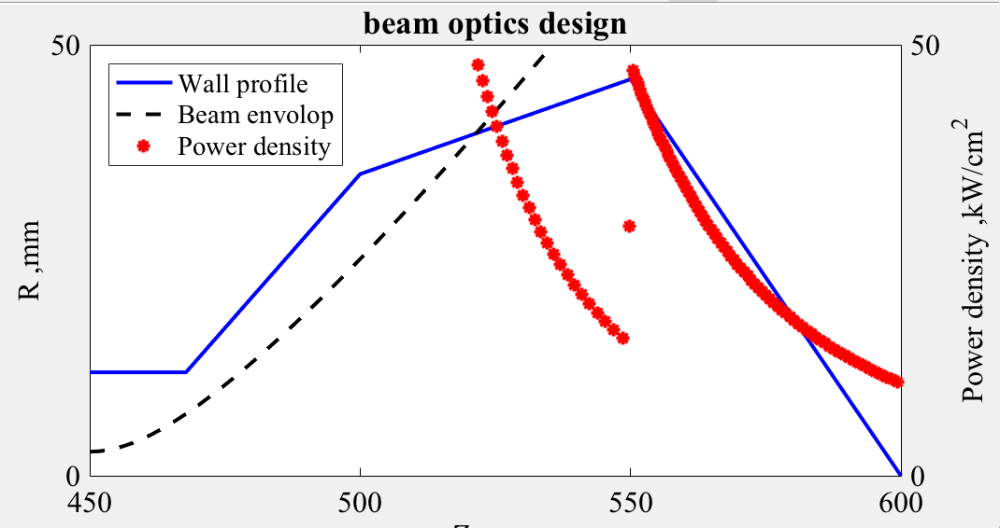 beam optics design
50
50
Wall profile
Beam envolop
Power density
R ,mm
Power density ,kW/cm2
0
0
450
500
550
600